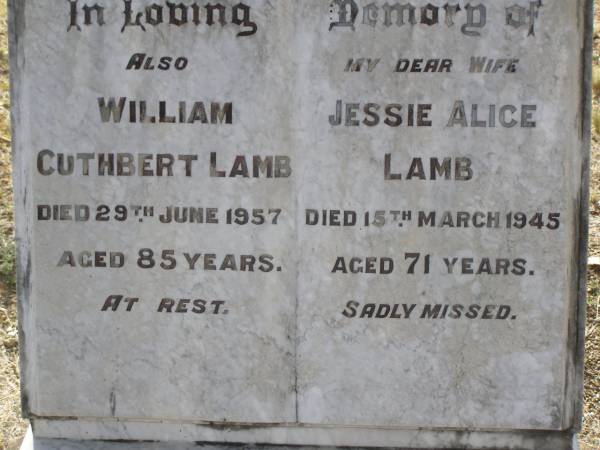 In Loving Memory of
Also
WILLIAM
CUTHBERT LAMB
DIED 29TH JUNE 1957
AGED 85 YEARS.
AT REST.
MY DEAR WIFE
JESSIE ALICE
LAMB
DIED 15TH MARCH 1945
AGED 71 YEARS.
SADLY MISSED.